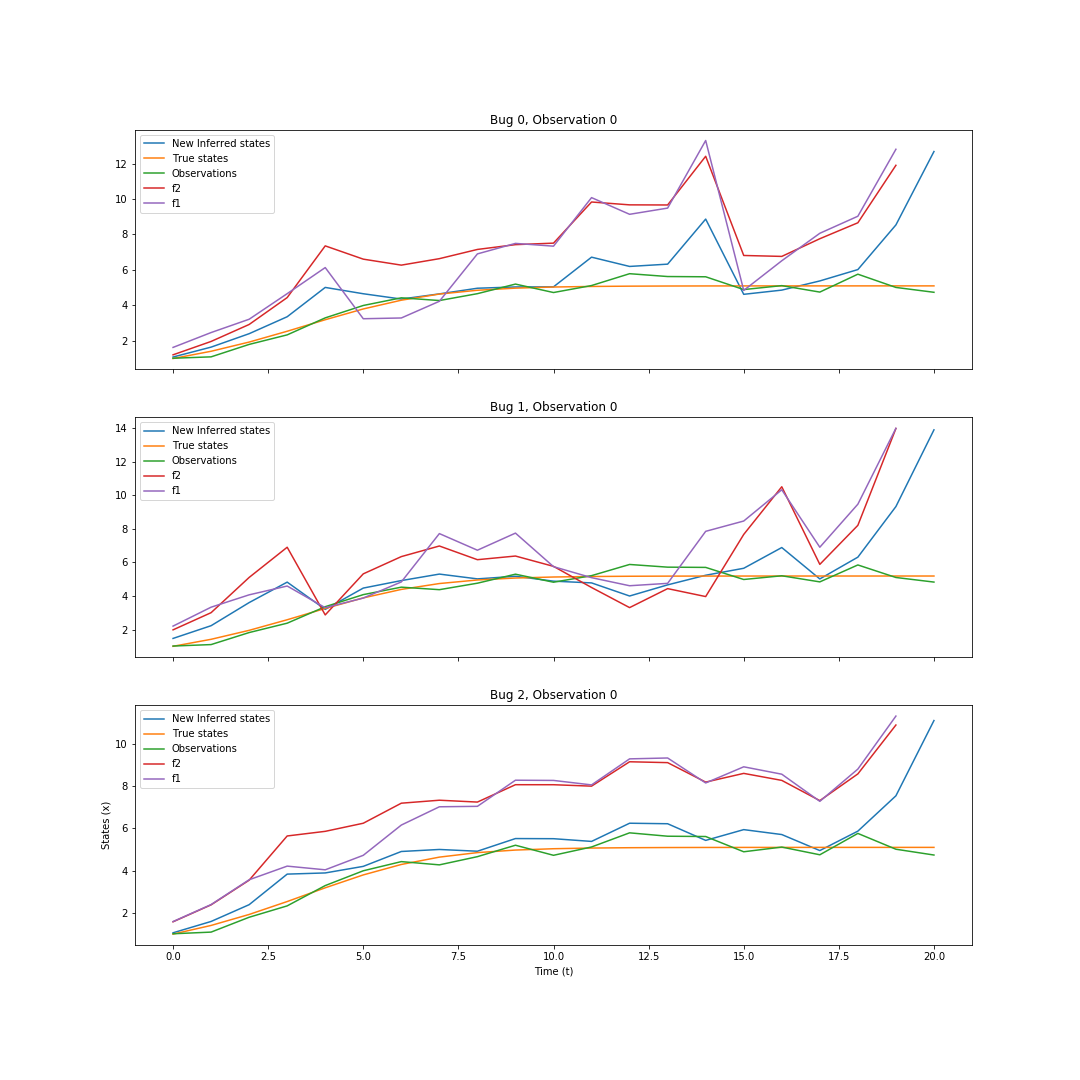 Bug 0, Observation 0
New Inferred states
True states
Observations
f2
f1
12
10
8
6
4
2
Bug 1, Observation 0
New Inferred states
True states
Observations
f2
f1
14
12
10
8
6
4
2
Bug 2, Observation 0
New Inferred states
True states
Observations
f2
f1
10
8
6
4
2
States (x)
0.0 2.5 5.0 7.5 10.0 12.5 15.0 17.5 20.0
Time (t)